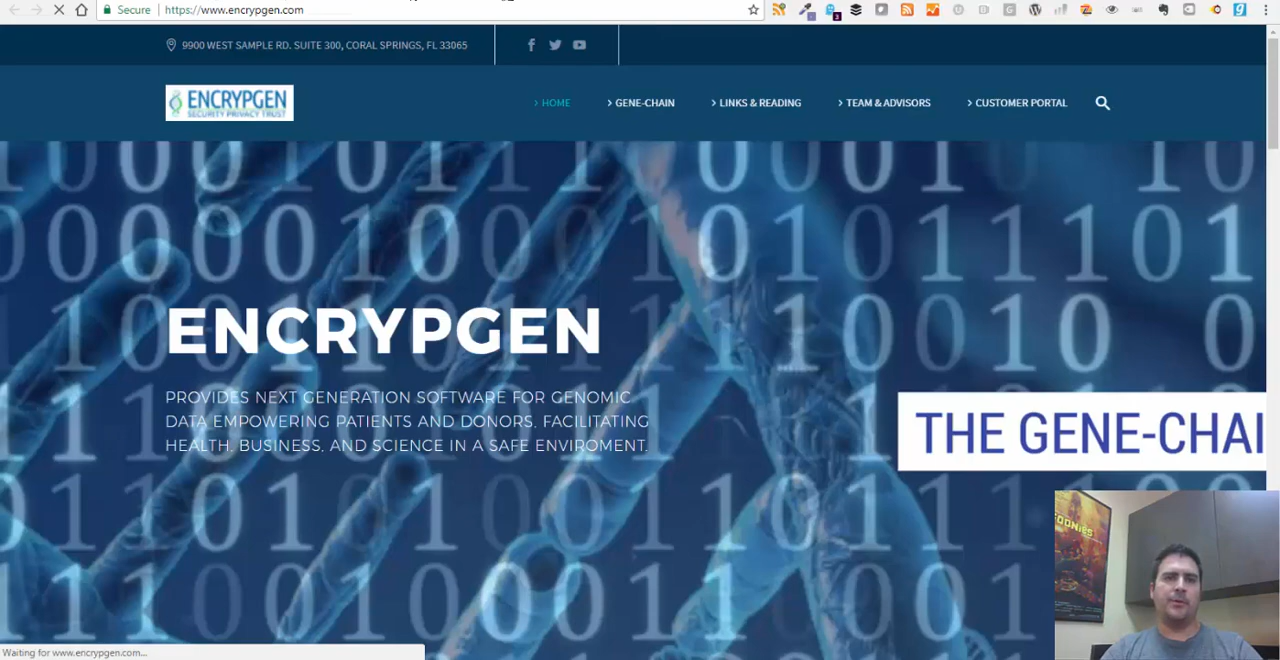 Secure
https://www.encrypgen.com
9900 WEST SAMPLE RD. SUITE 300, CORAL SPRINGS, FL 33065
ENCRYPGEN
SECURITY PRIVACY TRUST
HOME
GENE-CHAIN
LINKS & READING
TEAM & ADVISORS
CUSTOMER PORTAL
ENCRYPGEN
PROVIDES NEXT GENERATION SOFTWARE FOR GENOMIC
DATA EMPOWERING PATIENTS AND DONORS, FACILITATING
HEALTH, BUSINESS, AND SCIENCE IN A SAFE ENVIROMENT.
THE GENE-CHAI
Waiting for www.encrypgen.com...